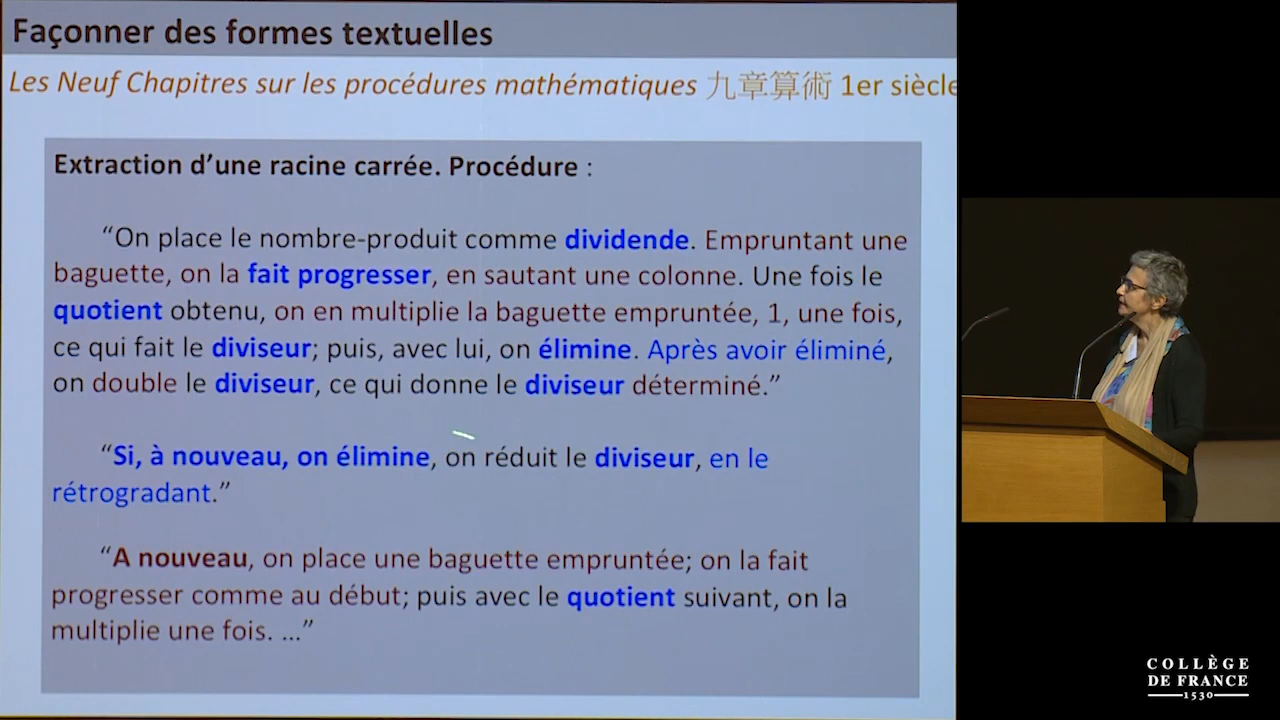 Façonner des formes textuelles
Les Neuf Chapitres sur les procédures mathématiques 九章算術 1er siècle
Extraction d’une racine carrée. Procédure :
“On place le nombre-produit comme dividende. Empruntant une
baguette, on la fait progresser, en sautant une colonne. Une fois le
quotient obtenu, on en multiplie la baguette empruntée, 1, une fois,
ce qui fait le diviseur; puis, avec lui, on élimine. Après avoir éliminé,
on double le diviseur, ce qui donne le diviseur déterminé.”
“Si, à nouveau, on élimine, on réduit le diviseur, en le
rétrogradant.”
“A nouveau, on place une baguette empruntée; on la fait
progresser comme au début; puis avec le quotient suivant, on la
multiplie une fois. …”
COLLÈGE
DE FRANCE
1530